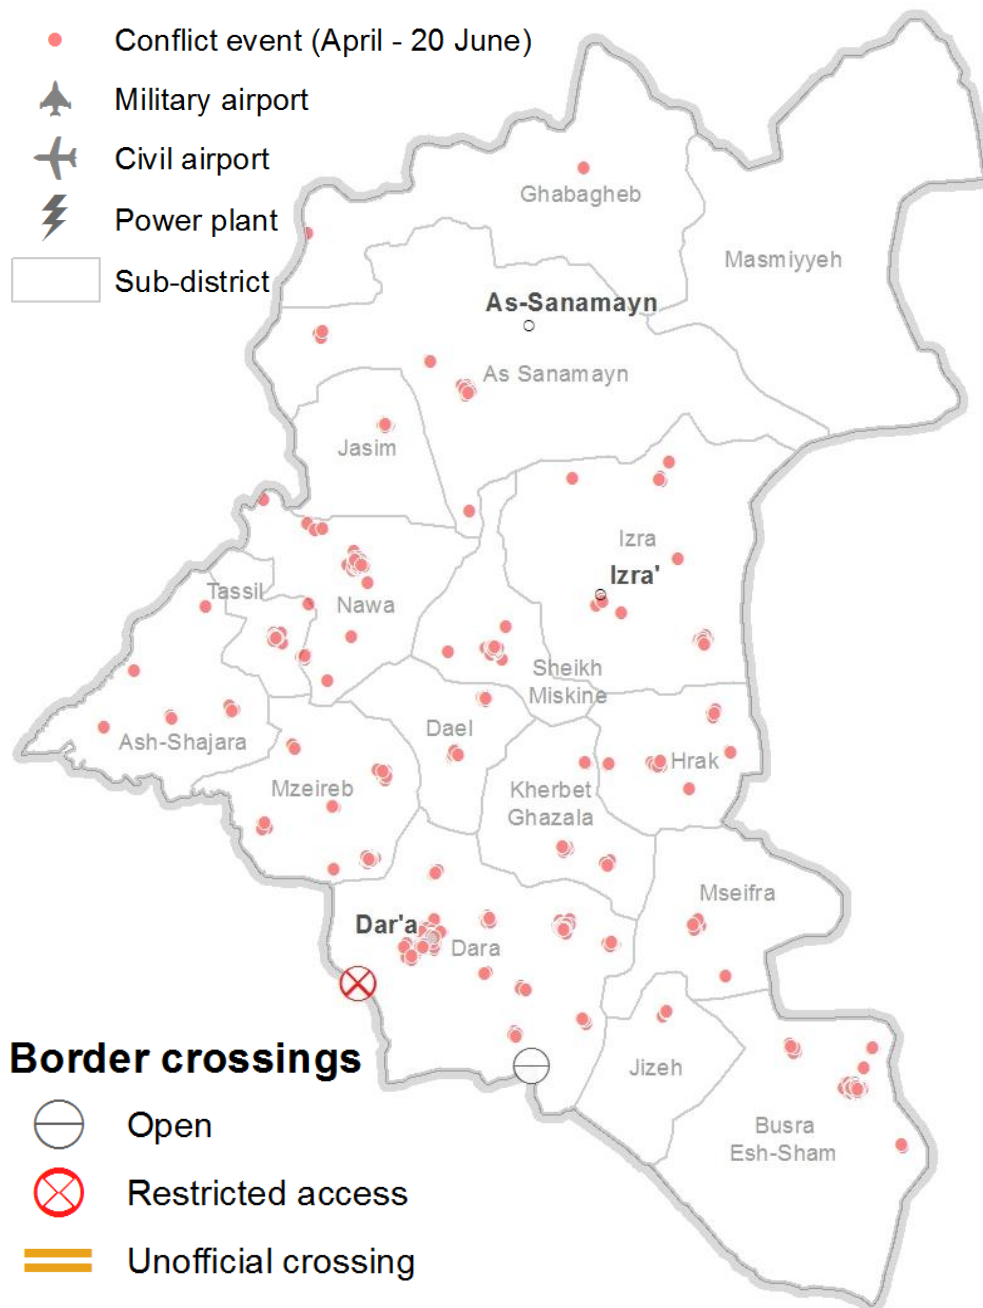 Conflict event (April - 20 June)
Military airport
Civil airport
Power plant
Sub-district
Ghabagheb
Masmiyyeh
As-Sanamayn
As Sanamayn
Jasim
Izra
Izra'
Tassil
Nawa
Sheikh
Miskine
Dael
Ash-Shajara
Hrak
Mzeireb
Kherbet
Ghazala
Mseifra
Dar'a
Dara
Jizeh
Busra
Esh-Sham
Border crossings
Open
Restricted access
Unofficial crossing